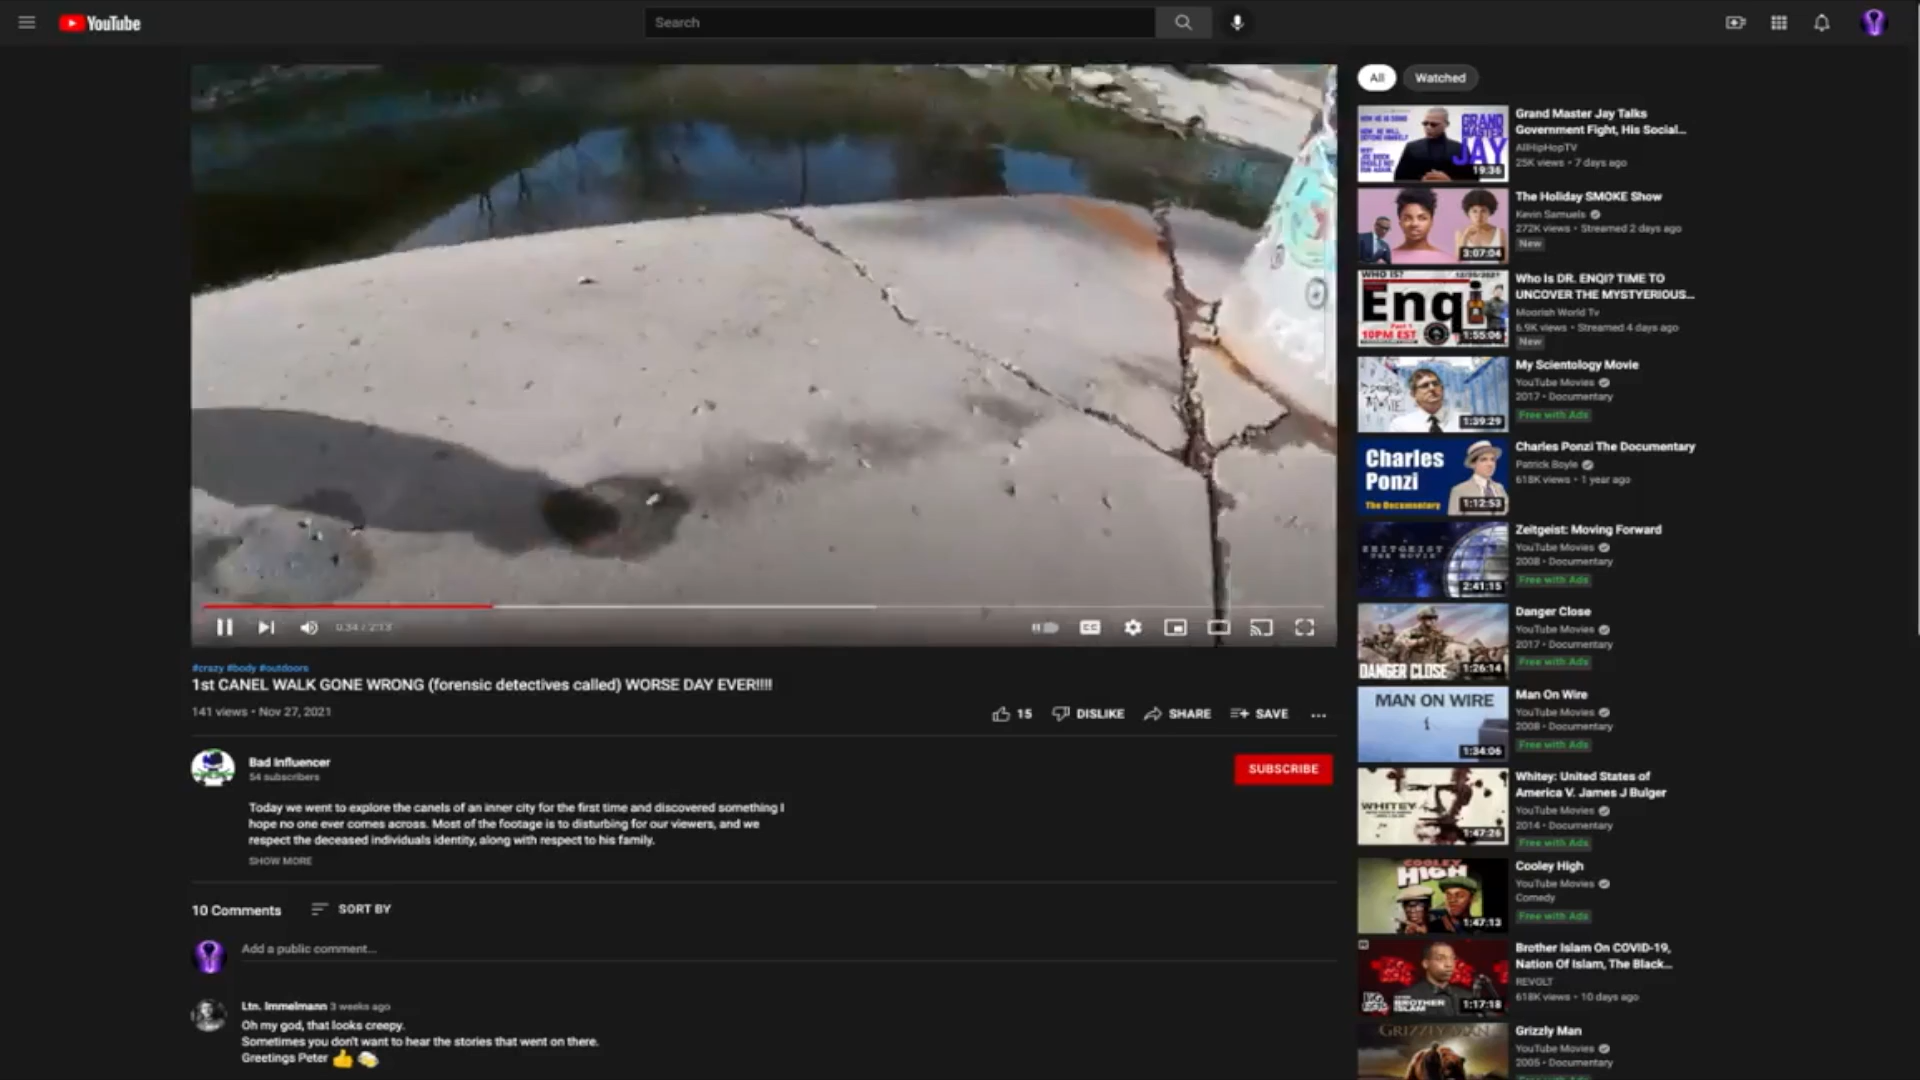 YouTube
Search
#crazy #body #outdoors
1st CANEL WALK GONE WRONG (forensic detectives called) WORSE DAY EVER!!!!
141 views • Nov 27, 2021
15
DISLIKE
SHARE
SAVE
Bad Influencer
54 subscribers
SUBSCRIBE
Today we went to explore the canels of an inner city for the first time and discovered something I
hope no one ever comes across. Most of the footage is to disturbing for our viewers, and we
respect the deceased individuals identity, along with respect to his family.
SHOW MORE
10 Comments
SORT BY
Add a public comment...
Ltn. Immelmann 3 weeks ago
Oh my god, that looks creepy.
Sometimes you don't want to hear the stories that went on there.
Greetings Peter
0:34 / 2:13
All
Watched
GRAND
MASTER
JAY
19:36
Grand Master Jay Talks
Government Fight, His Social...
AllHipHopTV
25K views • 7 days ago
3:07:04
The Holiday SMOKE Show
Kevin Samuels
272K views • Streamed 2 days ago
New
WHO IS?
Enqi
10PM EST
1:55:06
Who Is DR. ENQI? TIME TO
UNCOVER THE MYSTYERIOUS...
Moorish World Tv
6.9K views • Streamed 4 days ago
New
1:39:29
My Scientology Movie
YouTube Movies
2017 • Documentary
Free with Ads
Charles
Ponzi
The Documentary
1:12:53
Charles Ponzi The Documentary
Patrick Boyle
618K views • 1 year ago
ZEITGEIST
2:41:15
Zeitgeist: Moving Forward
YouTube Movies
2008 • Documentary
Free with Ads
DANGER CLOSE
1:26:14
Danger Close
YouTube Movies
2017 • Documentary
Free with Ads
MAN ON WIRE
1:34:06
Man On Wire
YouTube Movies
2008 • Documentary
Free with Ads
WHITEY
1:47:26
Whitey: United States of
America V. James J Bulger
YouTube Movies
2014 • Documentary
Free with Ads
COOLEY
HIGH
1:47:13
Cooley High
YouTube Movies
Comedy
Free with Ads
BIG
FACTS
BROTHER
ISLAM
1:17:18
Brother Islam On COVID-19,
Nation Of Islam, The Black...
REVOLT
618K views • 10 days ago
GRIZZLY MAN
Grizzly Man
YouTube Movies
2005 • Documentary